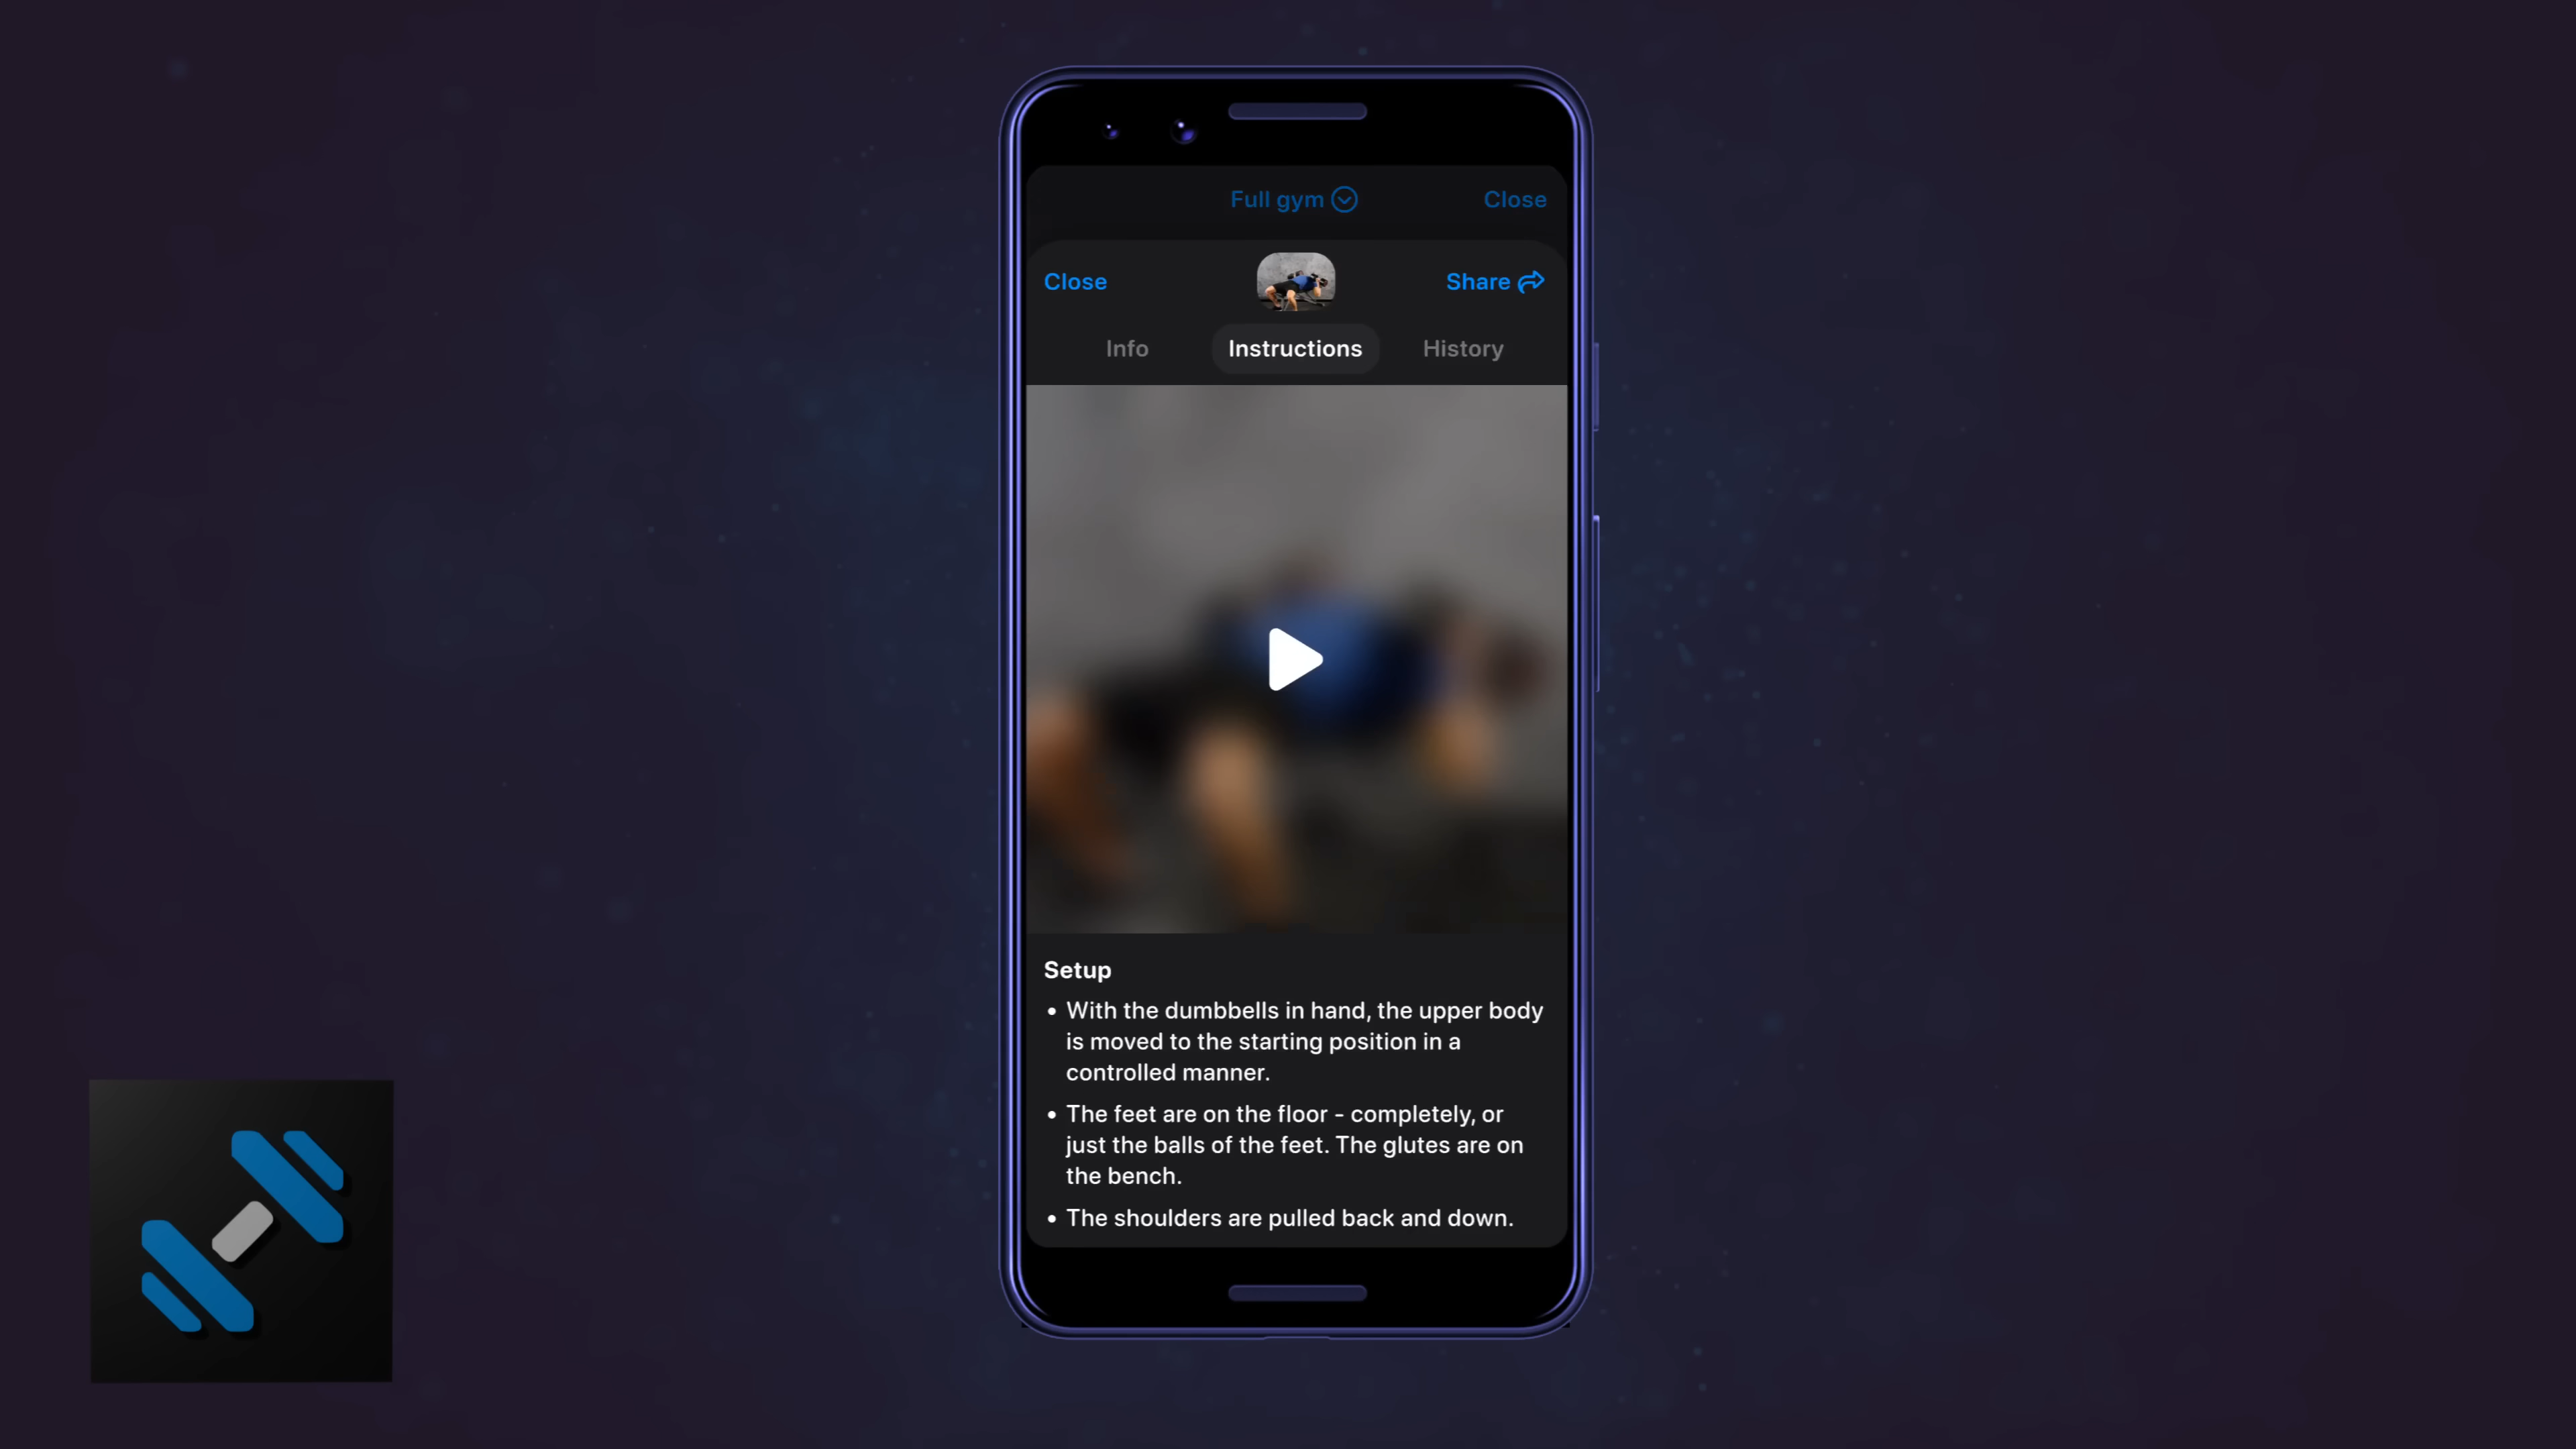 Full gym
Close
Close
Share
Info
Instructions
History
Setup
• With the dumbbells in hand, the upper body
is moved to the starting position in a
controlled manner.
• The feet are on the floor - completely, or
just the balls of the feet. The glutes are on
the bench.
• The shoulders are pulled back and down.